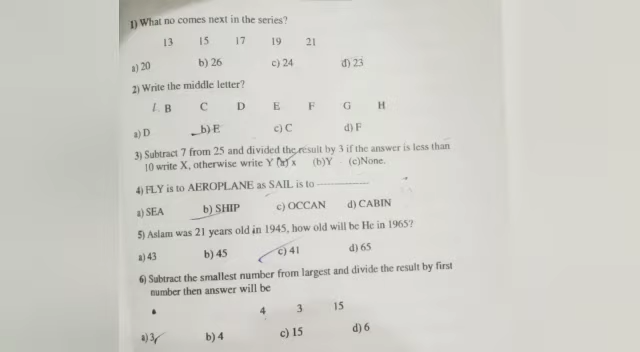 1) What no comes next in the series?
13 15 17 19 21
a) 20 b) 26 c) 24 d) 23
2) Write the middle letter?
B C D E F G H
a) D b) E c) C d) F
3) Subtract 7 from 25 and divided the result by 3 if the answer is less than
10 write X, otherwise write Y (a) x (b)Y (c)None.
4) FLY is to AEROPLANE as SAIL is to ----------------
a) SEA b) SHIP c) OCCAN d) CABIN
5) Aslam was 21 years old in 1945, how old will be He in 1965?
a) 43 b) 45 c) 41 d) 65
6) Subtract the smallest number from largest and divide the result by first
number then answer will be
4 3 15
a) 3 b) 4 c) 15 d) 6